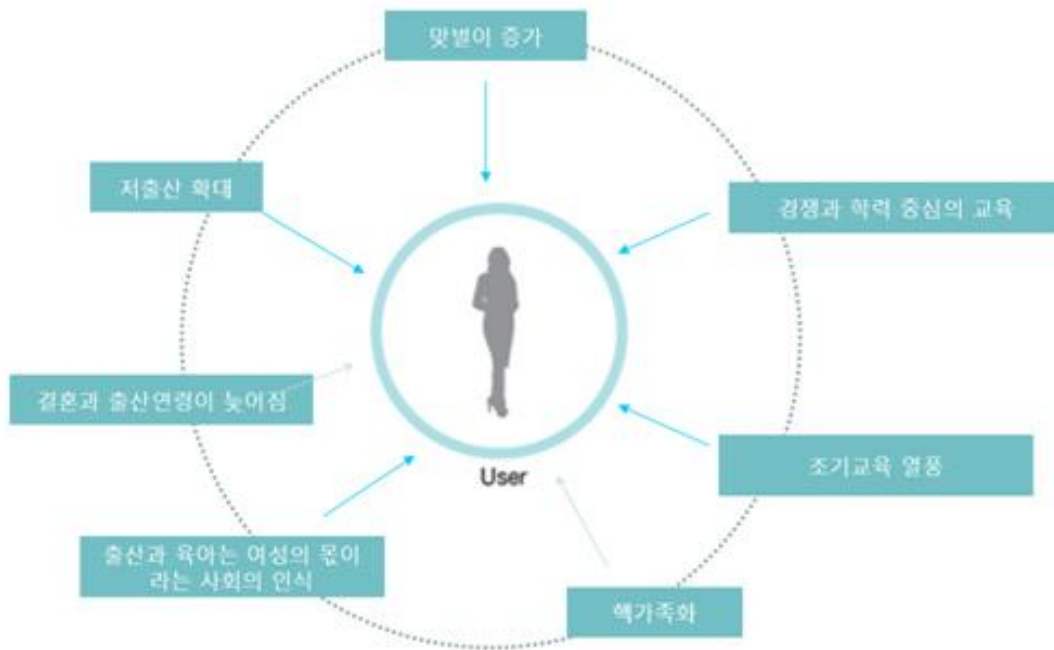 맞벌이 증가
저출산 확대
경쟁과 학력 중심의 교육
결혼과 출산연령이 늦어짐
User
조기교육 열풍
출산과 육아는 여성의 몫이
라는 사회의 인식
핵가족화